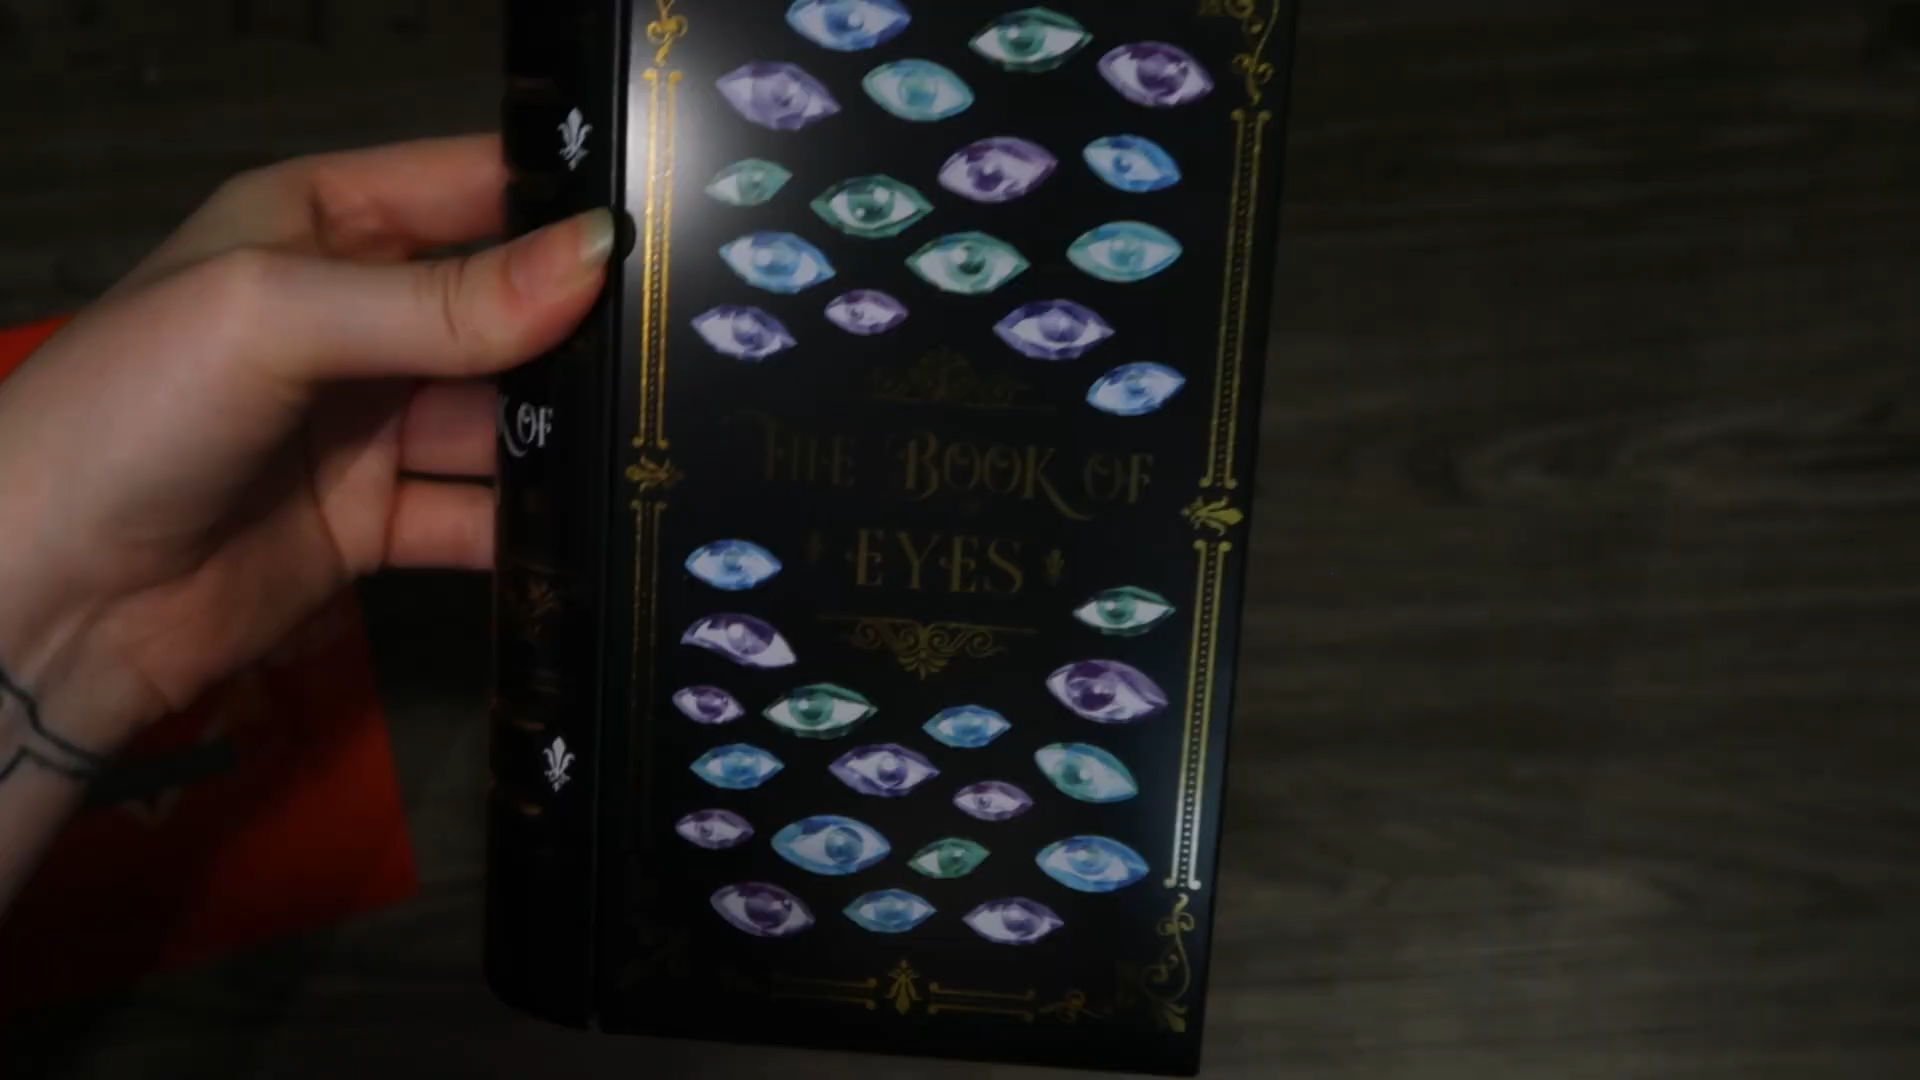 THE BOOK OF
EYES
K OF